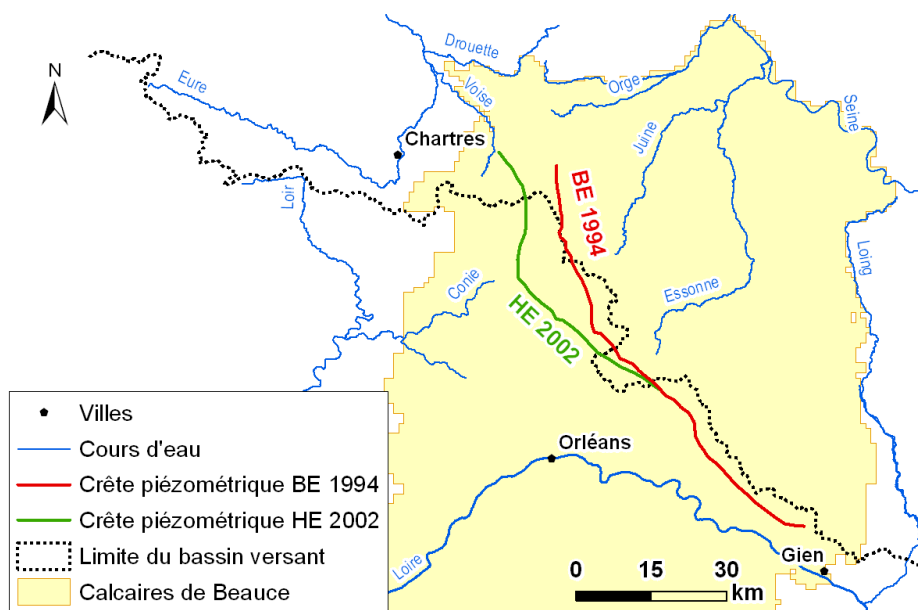 Drouette
N
Eure
Voise
Orge
Seine
Chartres
Juine
Loir
BE 1994
Loing
Conie
Essonne
HE 2002
Villes
Cours d'eau
Crête piézométrique BE 1994
Crête piézométrique HE 2002
Limite du bassin versant
Calcaires de Beauce
Orléans
Loire
Gien
0 15 30
km